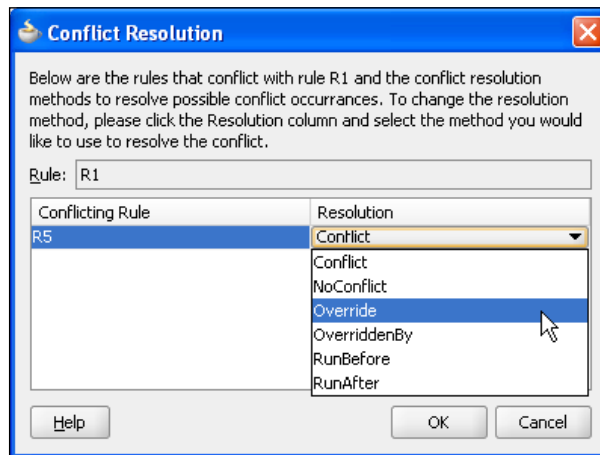 Conflict Resolution
Below are the rules that conflict with rule R1 and the conflict resolution
methods to resolve possible conflict occurrances. To change the resolution
method, please click the Resolution column and select the method you would
like to use to resolve the conflict.
Rule: R1
Conflicting Rule Resolution
R5 Conflict
Conflict
NoConflict
Override
OverriddenBy
RunBefore
RunAfter
Help OK Cancel